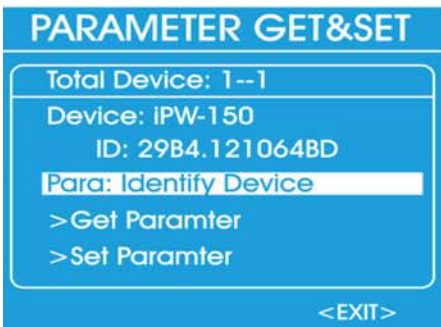 PARAMETER GET&SET
Total Device: 1--1
Device: iPW-150
ID: 29B4.121064BD
Para: Identify Device
>Get Paramter
>Set Paramter
<EXIT>